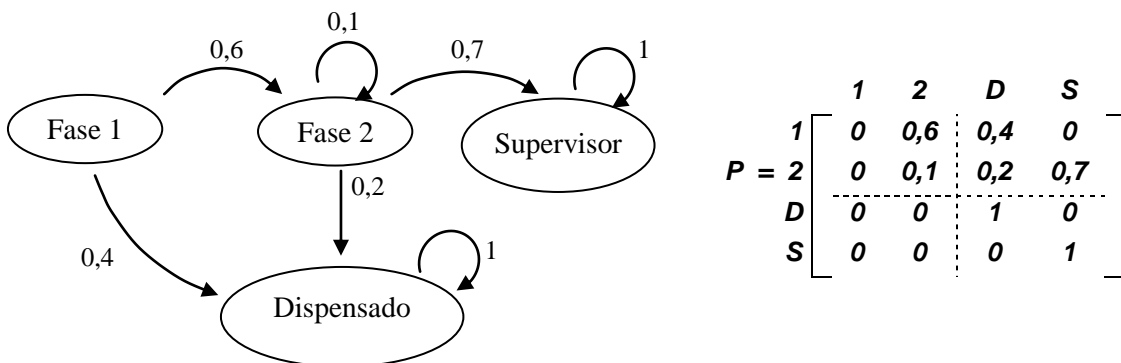 0,6
0,1
0,7
1
Fase 1
Fase 2
Supervisor
0,2
0,4
1
Dispensado
1 2 D S
1 0 0,6 0,4 0
P = 2 0 0,1 0,2 0,7
D 0 0 1 0
S 0 0 0 1